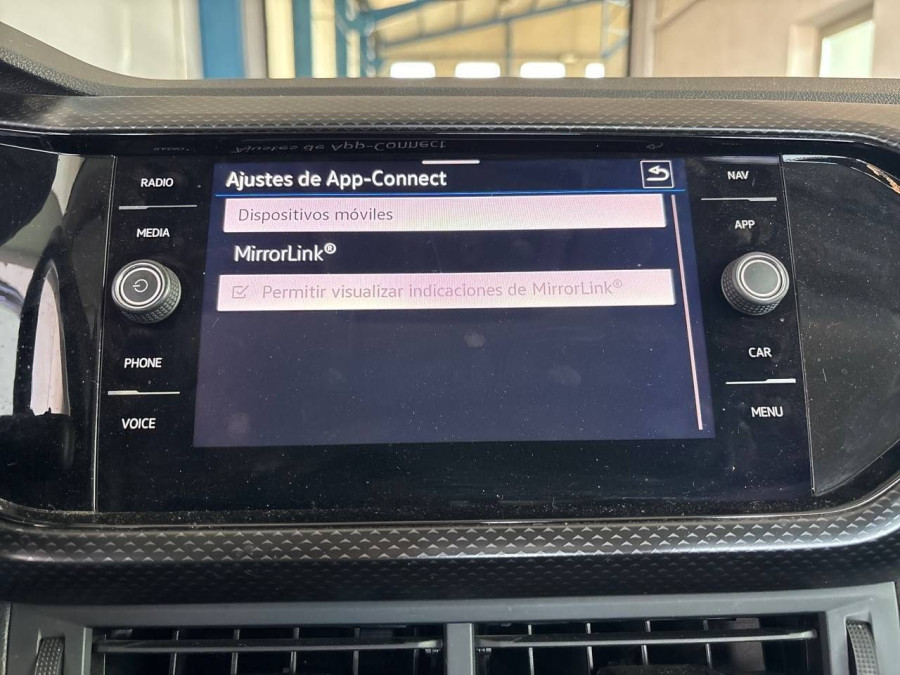 Ajustes de App-Connect
Dispositivos móviles
MirrorLink®
Permitir visualizar indicaciones de MirrorLink®
RADIO
MEDIA
PHONE
VOICE
NAV
APP
CAR
MENU